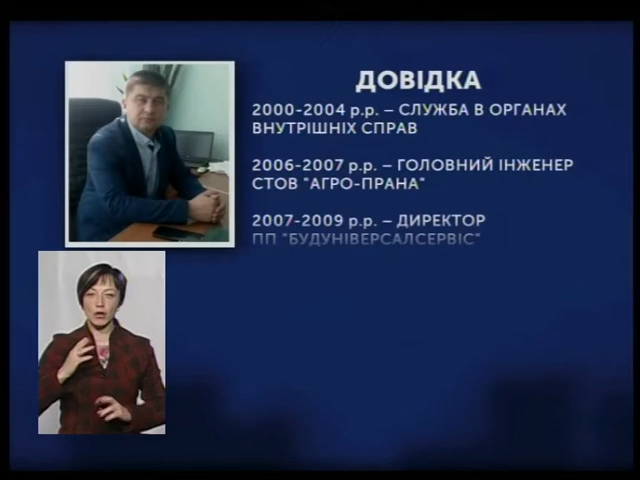 ДОВІДКА
2000-2004 р.р. – СЛУЖБА В ОРГАНАХ
ВНУТРІШНІХ СПРАВ
2006-2007 р.р. – ГОЛОВНИЙ ІНЖЕНЕР
СТОВ "АГРО-ПРАНА"
2007-2009 р.р. – ДИРЕКТОР
ПП "БУДУНІВЕРСАЛСЕРВІС"